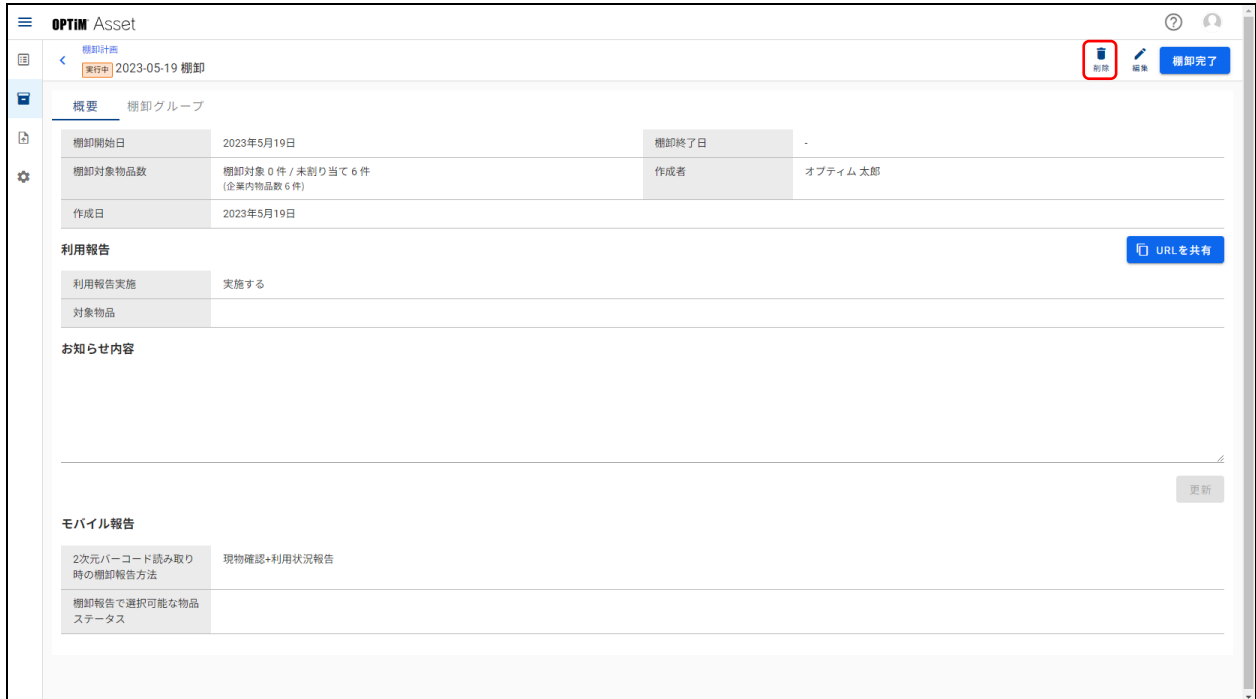 OPTiM Asset
棚卸計画
実行中 2023-05-19 棚卸
削除
編集
棚卸完了
概要 棚卸グループ
棚卸開始日 2023年5月19日 棚卸終了日 -
棚卸対象物品数 棚卸対象 0 件 / 未割り当て 6 件 作成者 オプティム 太郎
(企業内物品数 6 件)
作成日 2023年5月19日
利用報告
URLを共有
利用報告実施 実施する
対象物品
お知らせ内容
更新
モバイル報告
2次元バーコード読み取り 現物確認+利用状況報告
時の棚卸報告方法
棚卸報告で選択可能な物品
ステータス